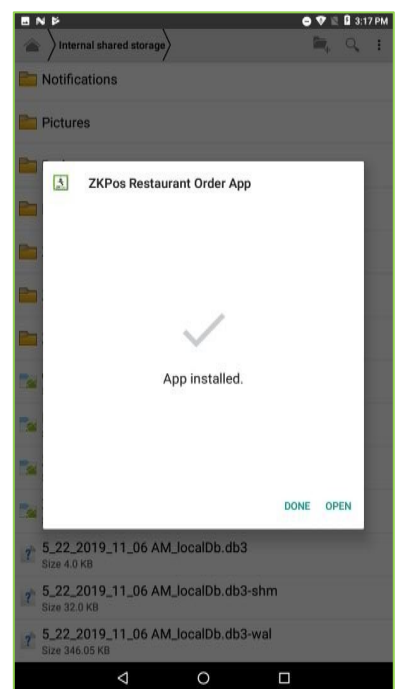 3:17 PM
Internal shared storage
Notifications
Pictures
ZKPos Restaurant Order App
App installed.
DONE OPEN
5_22_2019_11_06 AM_localDb.db3
Size 4.0 KB
5_22_2019_11_06 AM_localDb.db3-shm
Size 32.0 KB
5_22_2019_11_06 AM_localDb.db3-wal
Size 346.05 KB